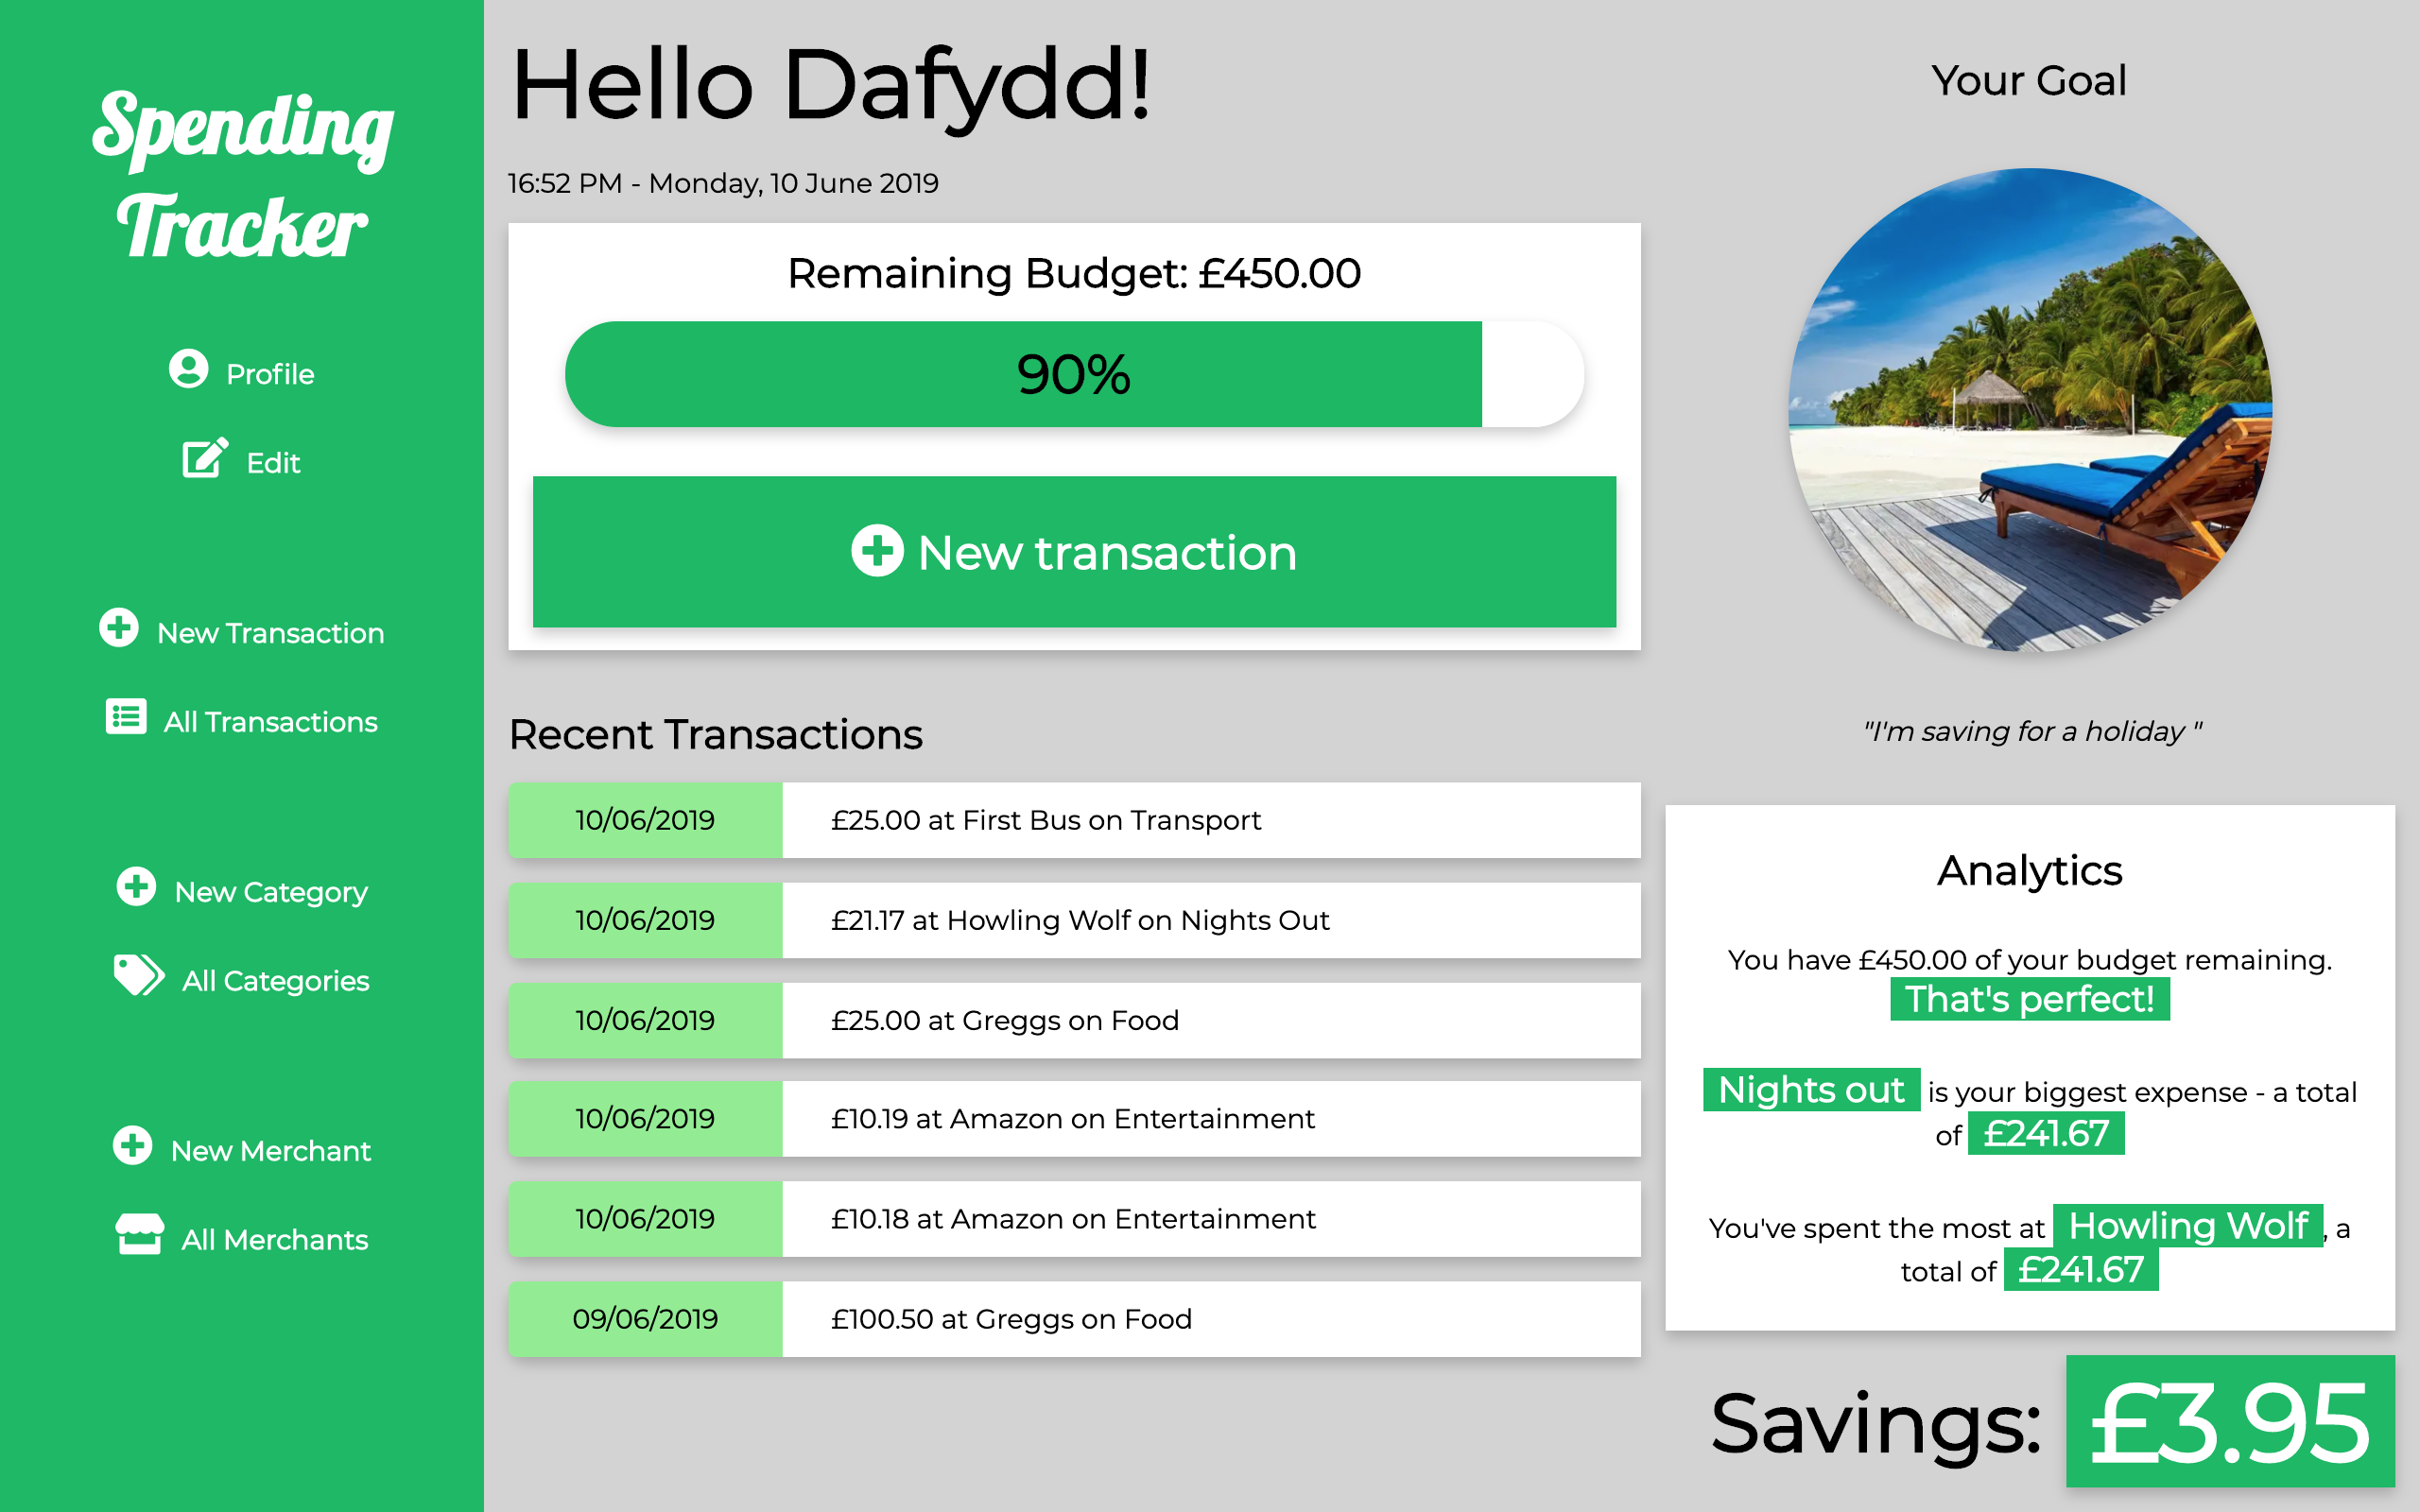 Spending
Tracker
Profile
Edit
New Transaction
All Transactions
New Category
All Categories
New Merchant
All Merchants
Hello Dafydd!
16:52 PM - Monday, 10 June 2019
Remaining Budget: £450.00
90%
New transaction
Recent Transactions
10/06/2019 £25.00 at First Bus on Transport
10/06/2019 £21.17 at Howling Wolf on Nights Out
10/06/2019 £25.00 at Greggs on Food
10/06/2019 £10.19 at Amazon on Entertainment
10/06/2019 £10.18 at Amazon on Entertainment
09/06/2019 £100.50 at Greggs on Food
Your Goal
"I'm saving for a holiday "
Analytics
You have £450.00 of your budget remaining.
That's perfect!
Nights out is your biggest expense - a total
of £241.67
You've spent the most at Howling Wolf, a
total of £241.67
Savings: £3.95